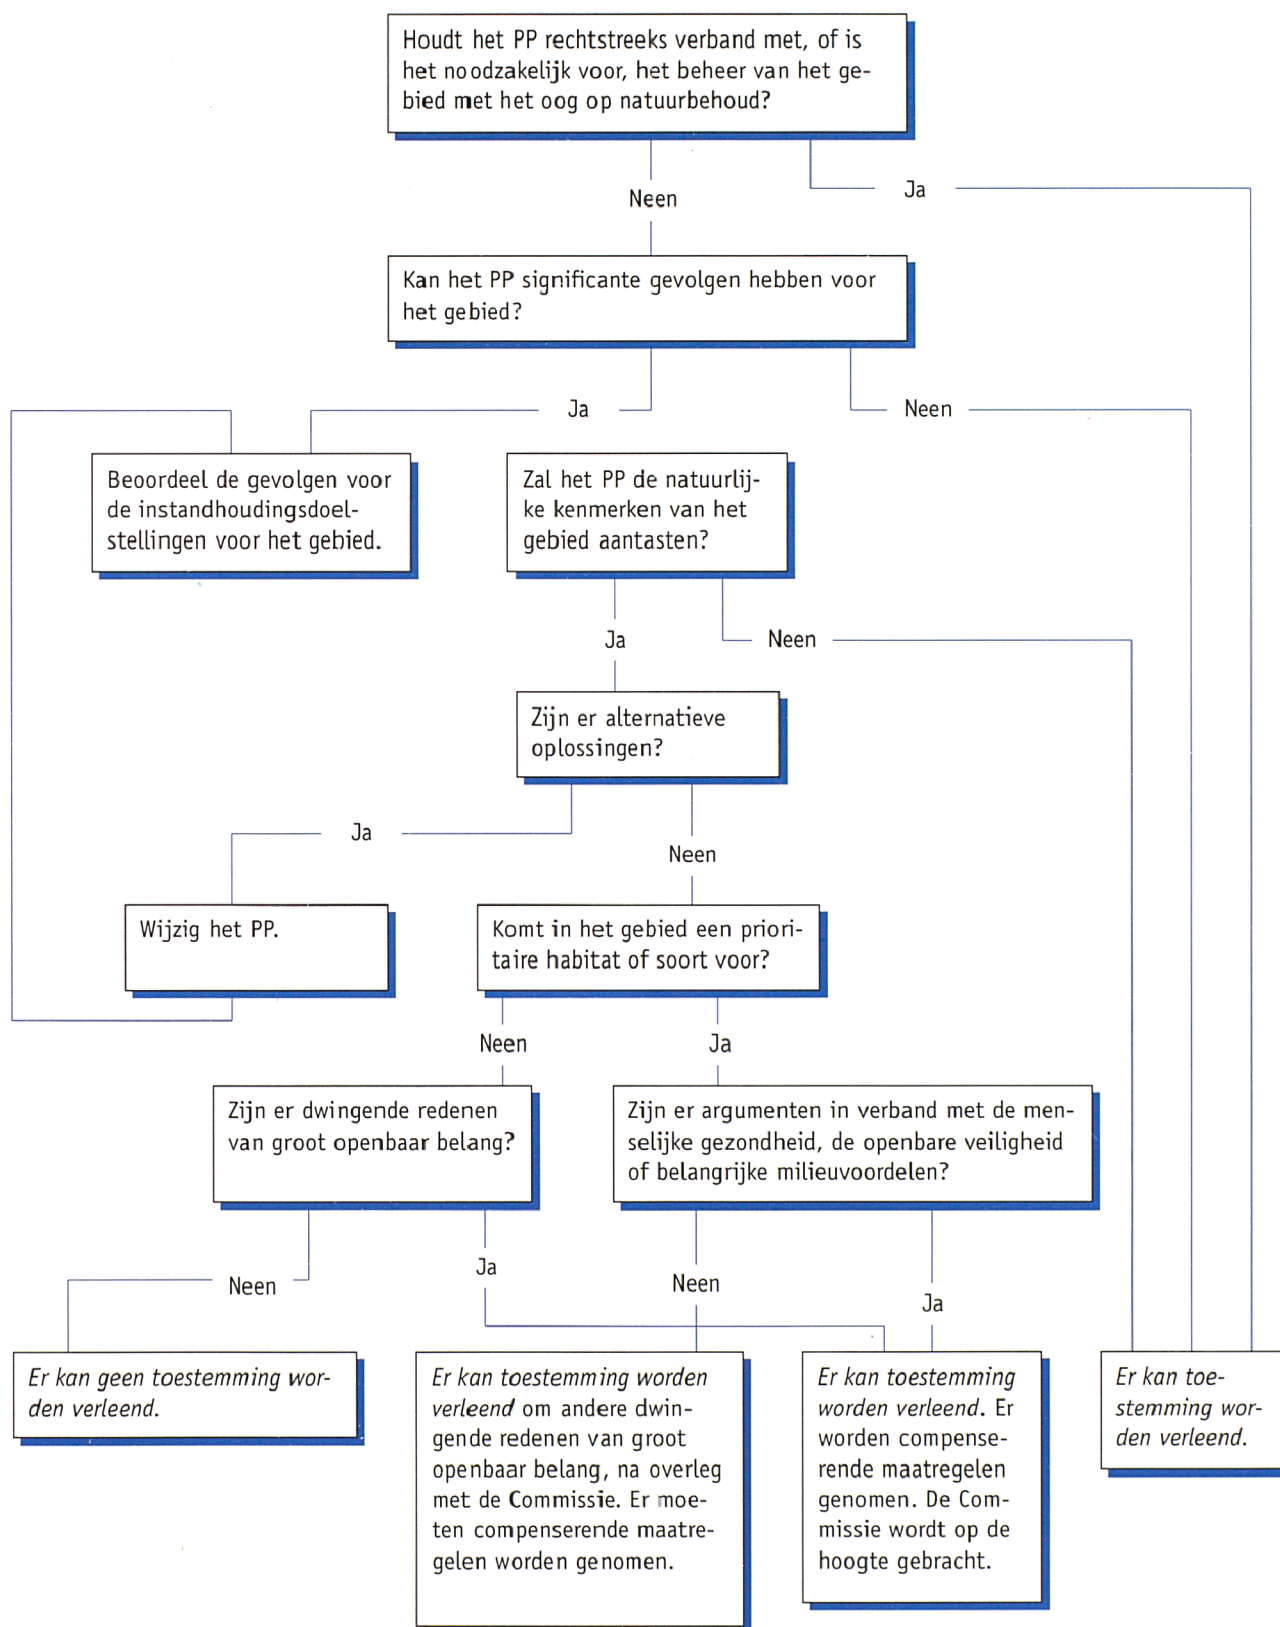 Houdt het PP rechtstreeks verband met, of is
het noodzakelijk voor, het beheer van het ge-
bied met het oog op natuurbehoud?
Neen
Ja
Kan het PP significante gevolgen hebben voor
het gebied?
Ja
Neen
Beoordeel de gevolgen voor
de instandhoudingsdoel-
stellingen voor het gebied.
Zal het PP de natuurlij-
ke kenmerken van het
gebied aantasten?
Ja
Neen
Zijn er alternatieve
oplossingen?
Ja
Neen
Wijzig het PP.
Komt in het gebied een priori-
taire habitat of soort voor?
Neen
Ja
Zijn er dwingende redenen
van groot openbaar belang?
Zijn er argumenten in verband met de men-
selijke gezondheid, de openbare veiligheid
of belangrijke milieuvoordelen?
Neen
Ja
Neen
Ja
Er kan geen toestemming wor-
den verleend.
Er kan toestemming worden
verleend om andere dwin-
gende redenen van groot
openbaar belang, na overleg
met de Commissie. Er moe-
ten compenserende maatre-
gelen worden genomen.
Er kan toestemming
worden verleend. Er
worden compense-
rende maatregelen
genomen. De Com-
missie wordt op de
hoogte gebracht.
Er kan toe-
stemming wor-
den verleend.